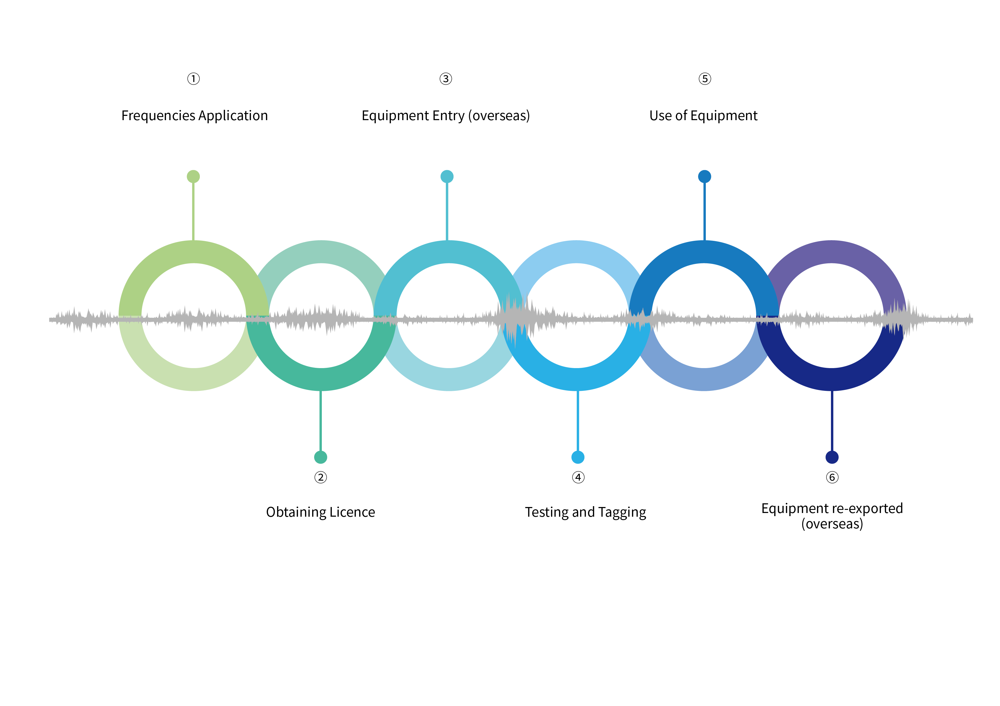 ①
Frequencies Application
②
Obtaining Licence
③
Equipment Entry (overseas)
④
Testing and Tagging
⑤
Use of Equipment
⑥
Equipment re-exported
(overseas)